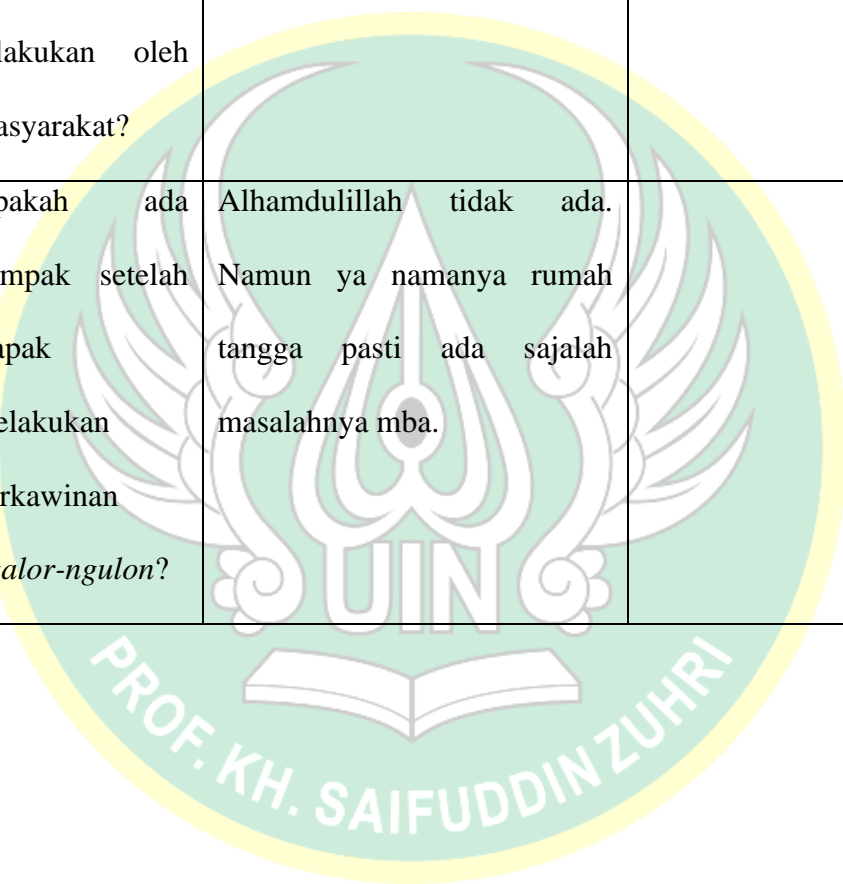 lakukan oleh
asyarakat?
pakah ada
mpak setelah
apak
elakukan
rkawinan
alor-ngulon?
Alhamdulillah tidak ada.
Namun ya namanya rumah
tangga pasti ada sajalah
masalahnya mba.
UIN
PROF. KH. SAIFUDDIN ZUHRI